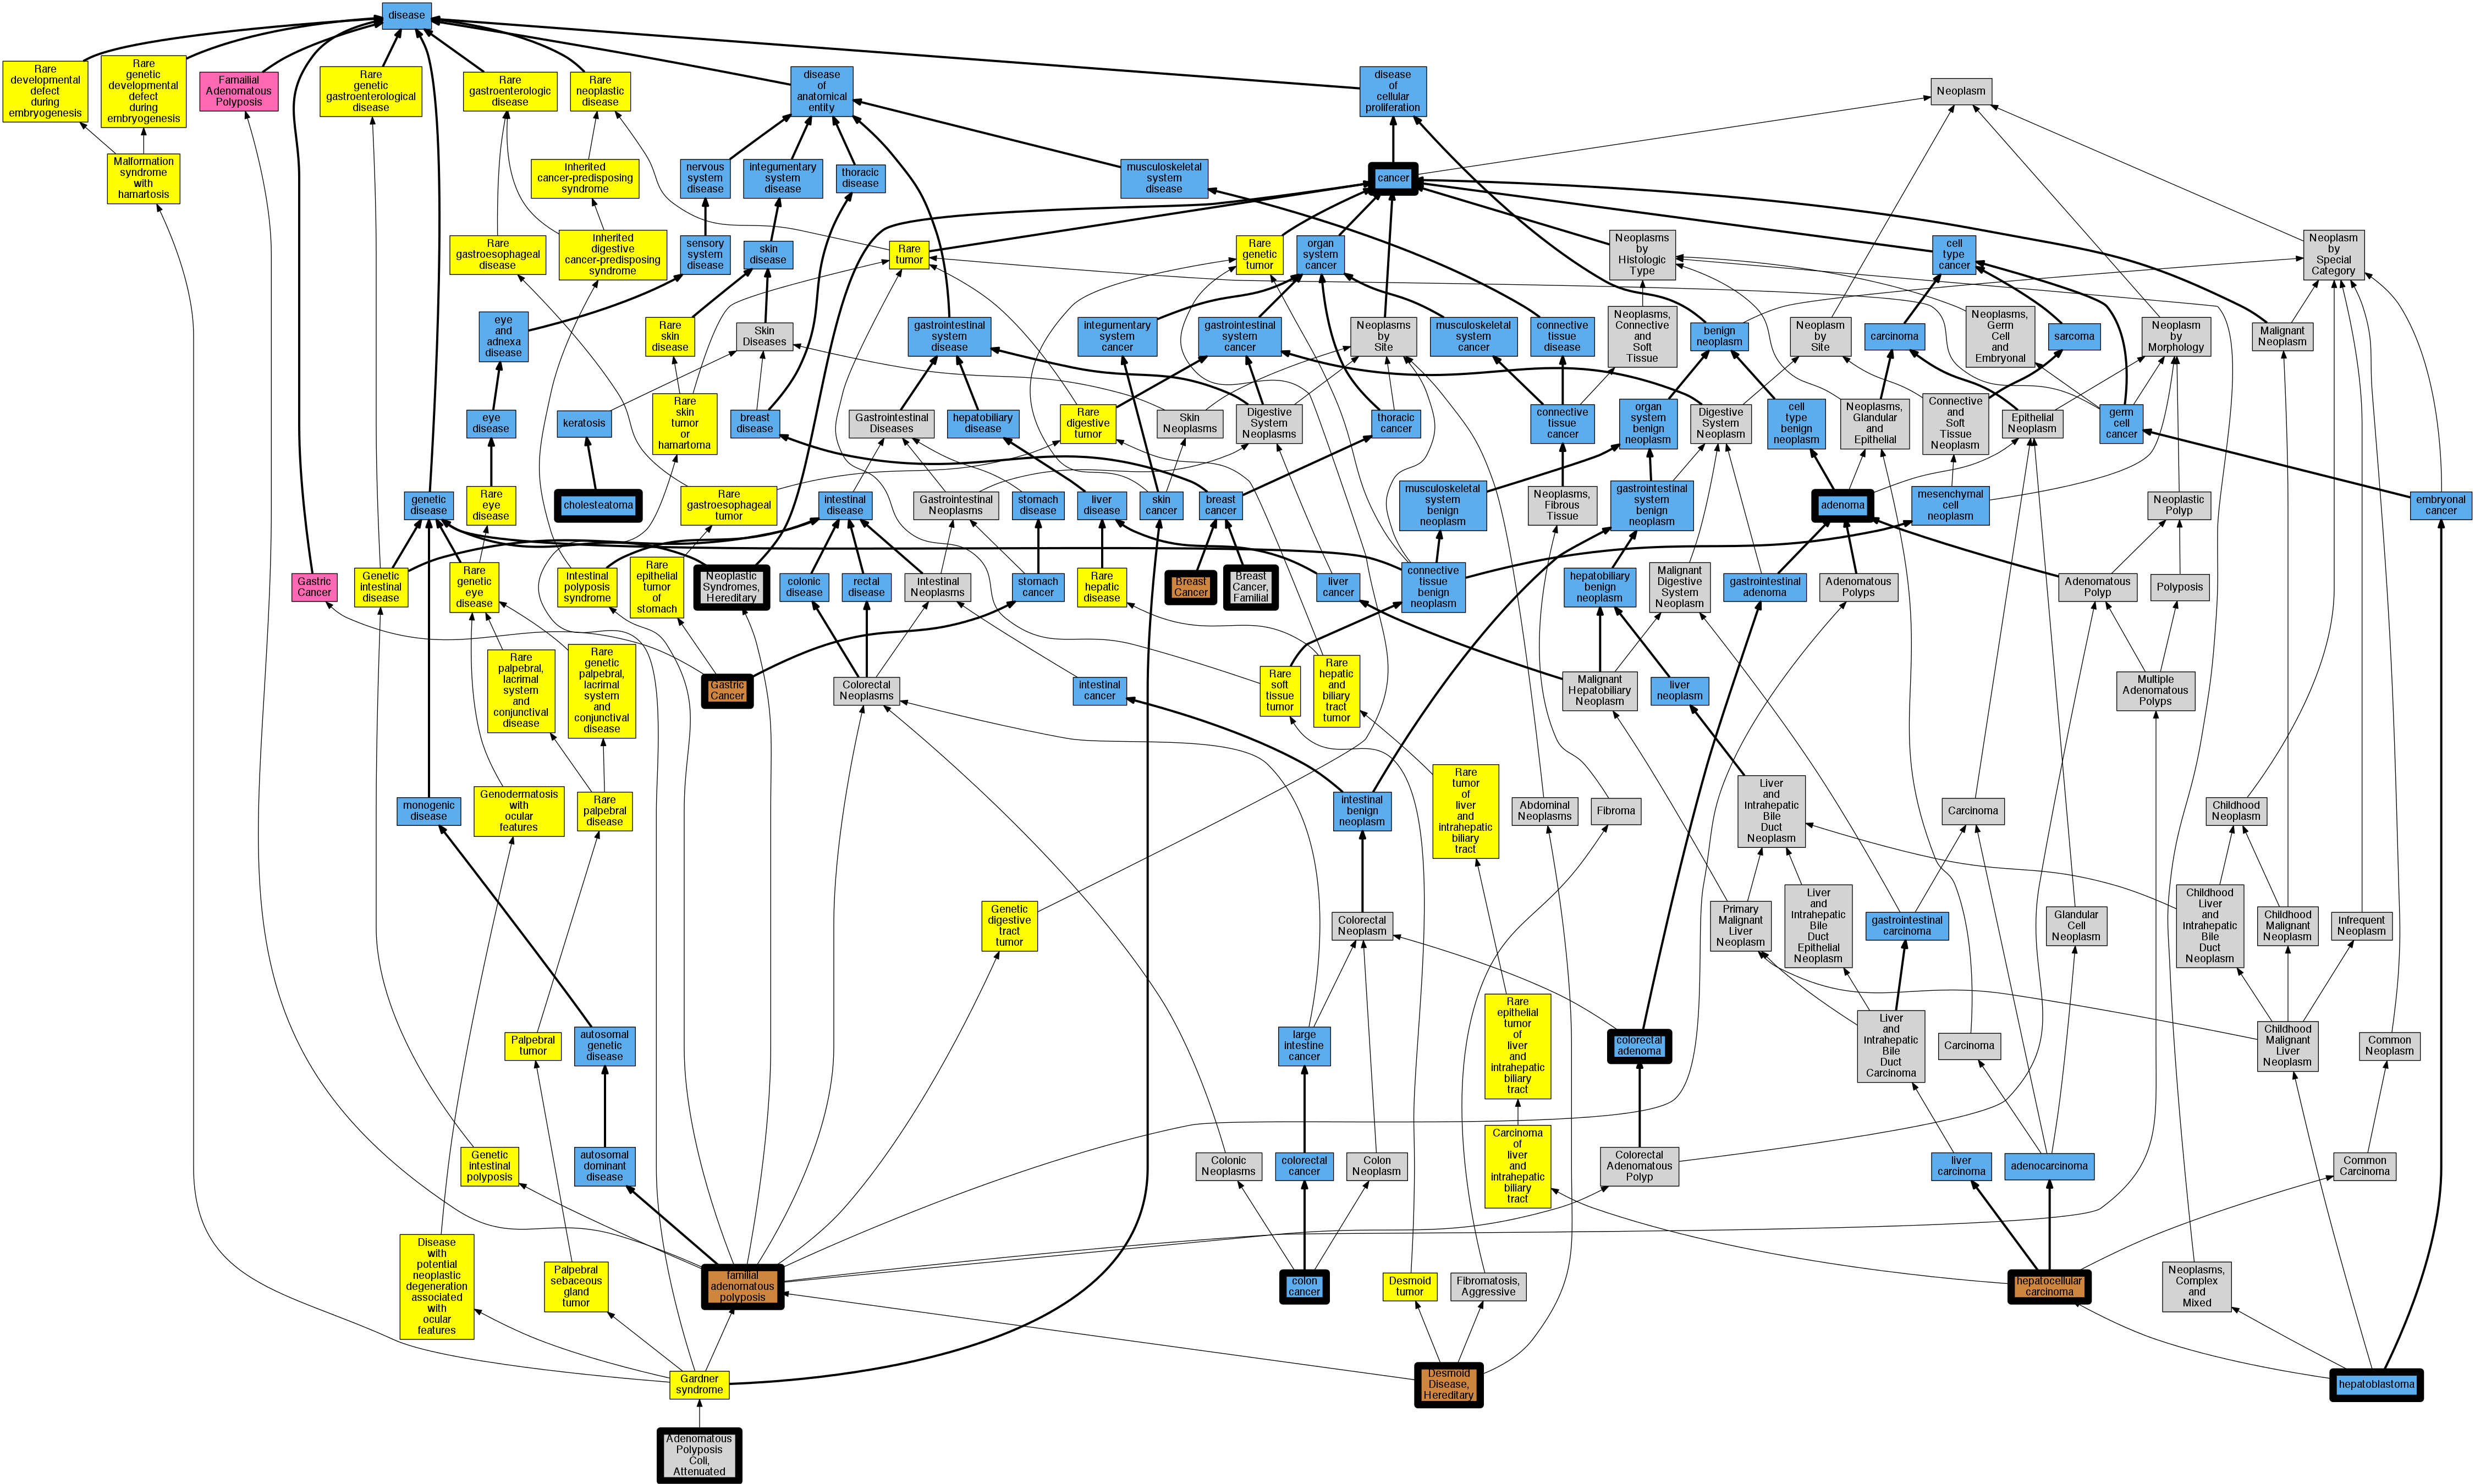 disease
Rare
developmental
defect
during
embryogenesis
Rare
genetic
developmental
defect
during
embryogenesis
Famailial
Adenomatous
Polyposis
Rare
genetic
gastroenterological
disease
Rare
gastroenterologic
disease
Rare
neoplastic
disease
disease
of
anatomical
entity
disease
of
cellular
proliferation
Neoplasm
Malformation
syndrome
with
hamartosis
Inherited
cancer-predisposing
syndrome
nervous
system
disease
integumentary
system
disease
thoracic
disease
musculoskeletal
system
disease
cancer
Rare
gastroesophageal
disease
Inherited
digestive
cancer-predisposing
syndrome
sensory
system
disease
skin
disease
Rare
tumor
Rare
genetic
tumor
organ
system
cancer
Neoplasms
by
Histologic
Type
cell
type
cancer
Neoplasm
by
Special
Category
eye
and
adnexa
disease
Rare
skin
disease
Skin
Diseases
gastrointestinal
system
disease
integumentary
system
cancer
gastrointestinal
system
cancer
Neoplasms
by
Site
musculoskeletal
system
cancer
connective
tissue
disease
Neoplasms,
Connective
and
Soft
Tissue
benign
neoplasm
Neoplasm
by
Site
carcinoma
Neoplasms,
Germ
Cell
and
Embryonal
sarcoma
Neoplasm
by
Morphology
Malignant
Neoplasm
eye
disease
keratosis
Rare
skin
tumor
or
hamartoma
breast
disease
Gastrointestinal
Diseases
hepatobiliary
disease
Rare
digestive
tumor
Skin
Neoplasms
Digestive
System
Neoplasms
thoracic
cancer
connective
tissue
cancer
organ
system
benign
neoplasm
Digestive
System
Neoplasm
cell
type
benign
neoplasm
Neoplasms,
Glandular
and
Epithelial
Connective
and
Soft
Tissue
Neoplasm
Epithelial
Neoplasm
germ
cell
cancer
genetic
disease
Rare
eye
disease
cholesteatoma
Rare
gastroesophageal
tumor
intestinal
disease
Gastrointestinal
Neoplasms
stomach
disease
liver
disease
skin
cancer
breast
cancer
musculoskeletal
system
benign
neoplasm
Neoplasms,
Fibrous
Tissue
gastrointestinal
system
benign
neoplasm
adenoma
mesenchymal
cell
neoplasm
Neoplastic
Polyp
embryonal
cancer
Gastric
Cancer
Genetic
intestinal
disease
Rare
genetic
eye
disease
Intestinal
polyposis
syndrome
Rare
epithelial
tumor
of
stomach
Neoplastic
Syndromes,
Hereditary
colonic
disease
rectal
disease
Intestinal
Neoplasms
stomach
cancer
Rare
hepatic
disease
Breast
Cancer
Breast
Cancer,
Familial
liver
cancer
connective
tissue
benign
neoplasm
hepatobiliary
benign
neoplasm
Malignant
Digestive
System
Neoplasm
gastrointestinal
adenoma
Adenomatous
Polyps
Adenomatous
Polyp
Polyposis
Rare
palpebral,
lacrimal
system
and
conjunctival
disease
Rare
genetic
palpebral,
lacrimal
system
and
conjunctival
disease
Gastric
Cancer
Colorectal
Neoplasms
intestinal
cancer
Rare
soft
tissue
tumor
Rare
hepatic
and
biliary
tract
tumor
Malignant
Hepatobiliary
Neoplasm
liver
neoplasm
Multiple
Adenomatous
Polyps
monogenic
disease
Genodermatosis
with
ocular
features
Rare
palpebral
disease
intestinal
benign
neoplasm
Rare
tumor
of
liver
and
intrahepatic
biliary
tract
Abdominal
Neoplasms
Fibroma
Liver
and
Intrahepatic
Bile
Duct
Neoplasm
Carcinoma
Childhood
Neoplasm
Genetic
digestive
tract
tumor
Colorectal
Neoplasm
Primary
Malignant
Liver
Neoplasm
Liver
and
Intrahepatic
Bile
Duct
Epithelial
Neoplasm
gastrointestinal
carcinoma
Glandular
Cell
Neoplasm
Childhood
Liver
and
Intrahepatic
Bile
Duct
Neoplasm
Childhood
Malignant
Neoplasm
Infrequent
Neoplasm
Palpebral
tumor
autosomal
genetic
disease
large
intestine
cancer
Rare
epithelial
tumor
of
liver
and
intrahepatic
biliary
tract
colorectal
adenoma
Liver
and
Intrahepatic
Bile
Duct
Carcinoma
Carcinoma
Childhood
Malignant
Liver
Neoplasm
Common
Neoplasm
Genetic
intestinal
polyposis
autosomal
dominant
disease
Colonic
Neoplasms
colorectal
cancer
Colon
Neoplasm
Carcinoma
of
liver
and
intrahepatic
biliary
tract
Colorectal
Adenomatous
Polyp
liver
carcinoma
adenocarcinoma
Common
Carcinoma
Disease
with
potential
neoplastic
degeneration
associated
with
ocular
features
Palpebral
sebaceous
gland
tumor
familial
adenomatous
polyposis
colon
cancer
Desmoid
tumor
Fibromatosis,
Aggressive
hepatocellular
carcinoma
Neoplasms,
Complex
and
Mixed
Gardner
syndrome
Desmoid
Disease,
Hereditary
hepatoblastoma
Adenomatous
Polyposis
Coli,
Attenuated